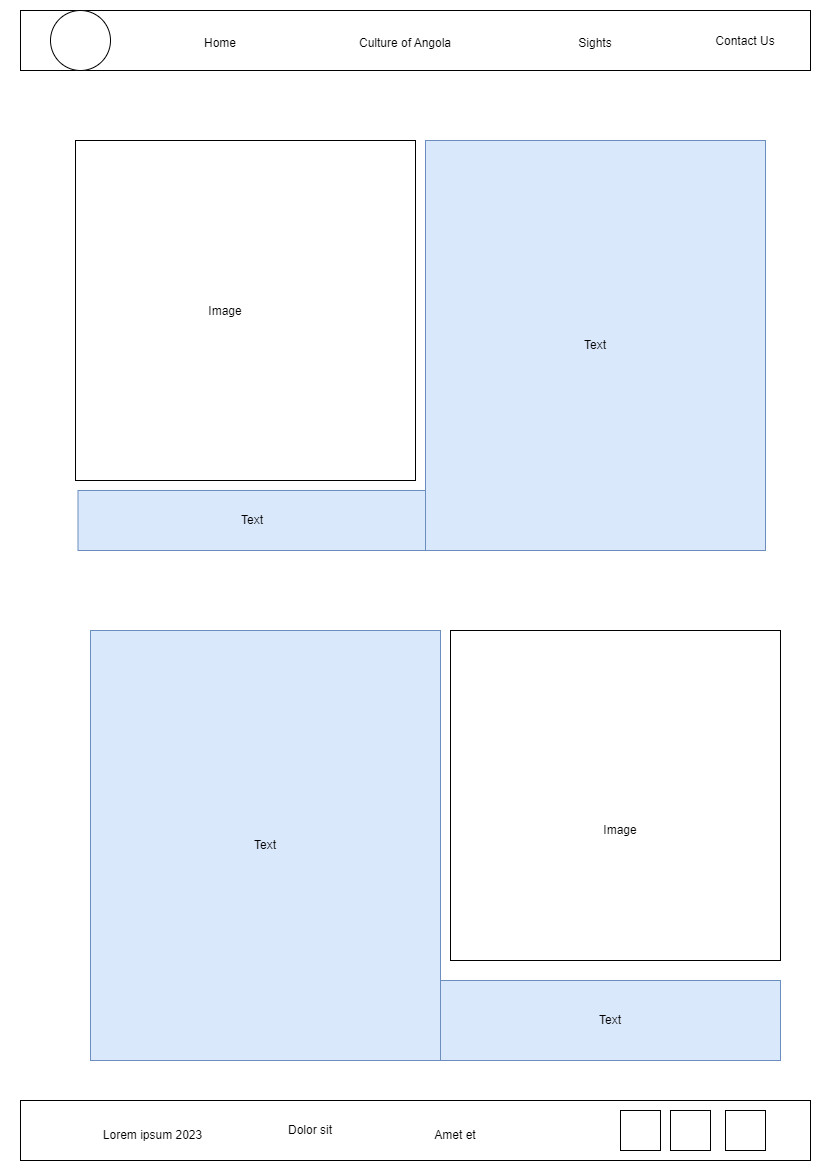 Home
Culture of Angola
Sights
Contact Us
Image
Text
Text
Text
Image
Text
Lorem ipsum 2023
Dolor sit
Amet et